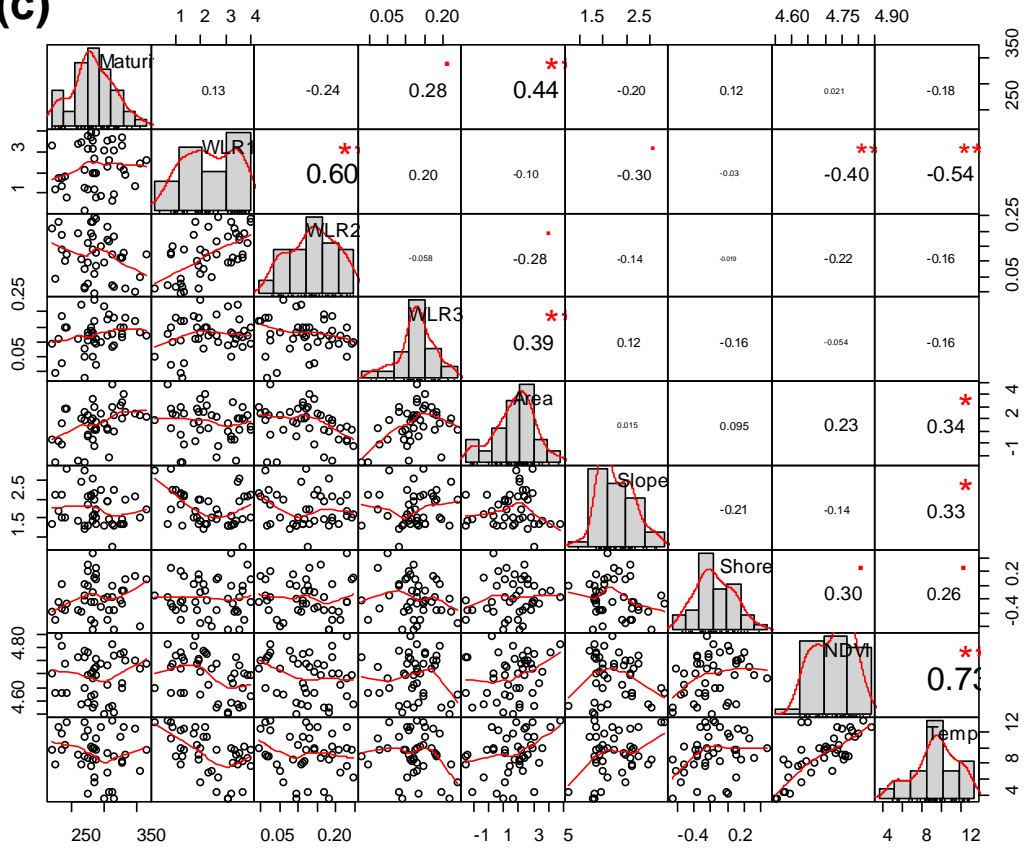 (c)
1 2 3 4 0.05 0.20 1.5 2.5 4.60 4.75 4.90
Maturi 0.13 -0.24 0.28 0.44 -0.20 0.12 0.021 -0.18 250 350
3 1 WLR1 0.60 0.20 -0.10 -0.30 -0.03 -0.40 -0.54
WLR2 -0.058 -0.28 -0.14 -0.019 -0.22 -0.16 0.05 0.25
0.25 0.05 WLR3 0.39 0.12 -0.16 -0.054 -0.16
Area 0.015 0.095 0.23 0.34 -1 2 4
2.5 1.5 Slope -0.21 -0.14 0.33
Shore 0.30 0.26 -0.4 0.2
4.80 4.60 NDVI 0.73
Temp 4 8 12
250 350 0.05 0.20 -1 1 3 5 -0.4 0.2 4 8 12